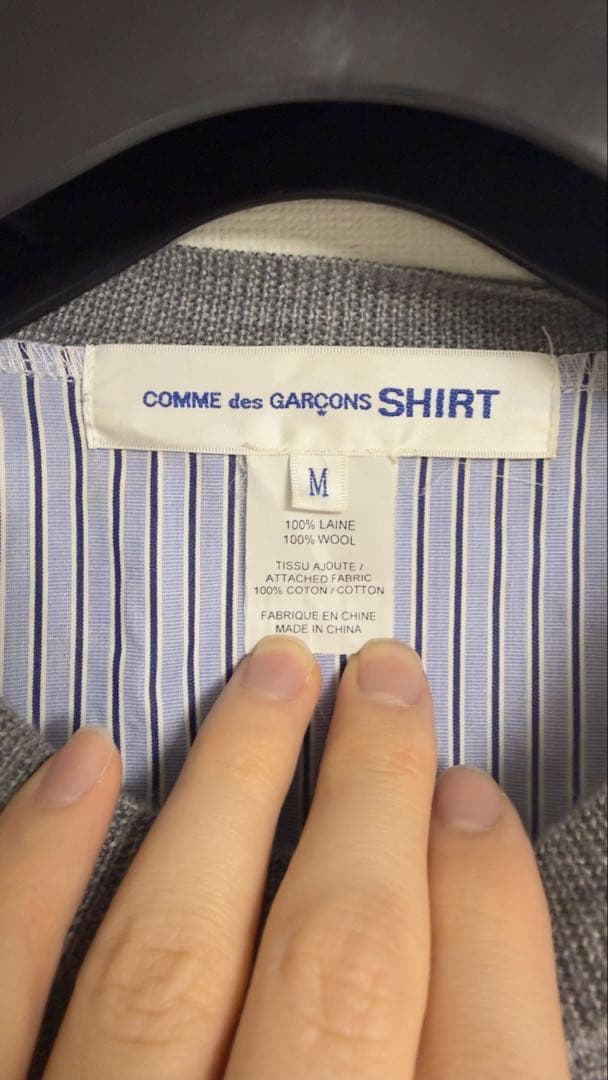 COMME des GARÇONS SHIRT
M
100% LAINE
100% WOOL
TISSU AJOUTE /
ATTACHED FABRIC
100% COTON / COTTON
FABRIQUE EN CHINE
MADE IN CHINA